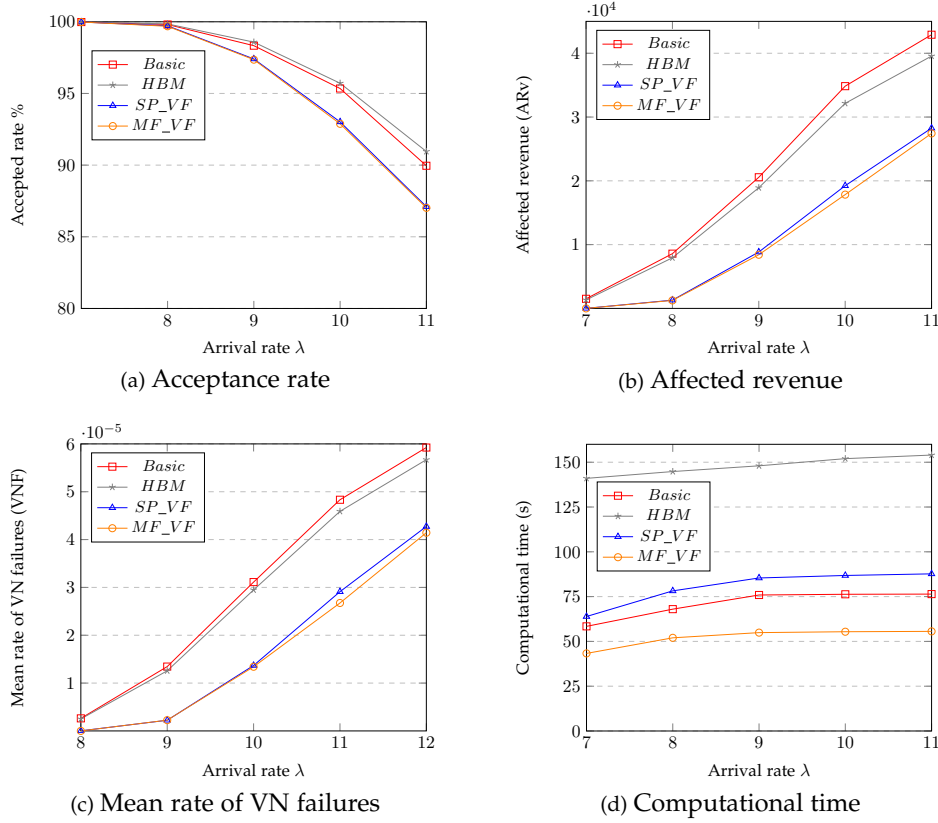 100
95
90
85
80
8
9
10
11
Accepted rate %
Arrival rate λ
Basic
HBM
SP_VF
MF_VF
(a) Acceptance rate
·10⁴
4
3
2
1
7
8
9
10
11
Affected revenue (ARv)
Arrival rate λ
Basic
HBM
SP_VF
MF_VF
(b) Affected revenue
·10⁻⁵
6
5
4
3
2
1
8
9
10
11
12
Mean rate of VN failures (VNF)
Arrival rate λ
Basic
HBM
SP_VF
MF_VF
(c) Mean rate of VN failures
150
125
100
75
50
25
0
7
8
9
10
11
Computational time (s)
Arrival rate λ
Basic
HBM
SP_VF
MF_VF
(d) Computational time